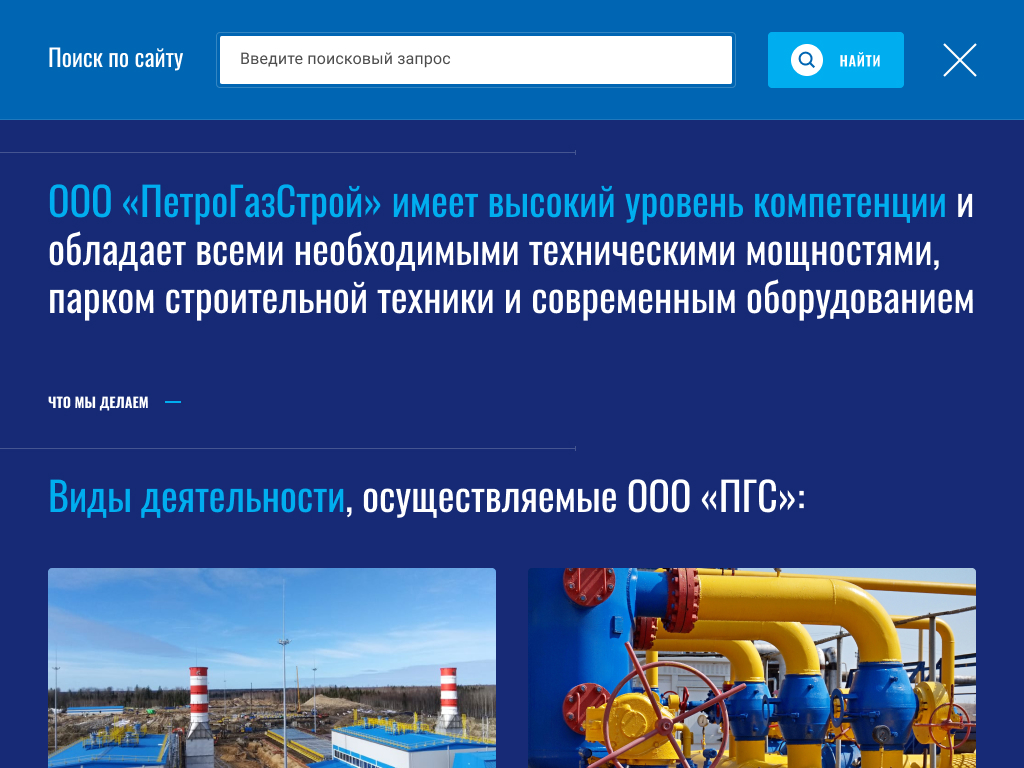 Поиск по сайту
Введите поисковый запрос
НАЙТИ
ООО «ПетроГазСтрой» имеет высокий уровень компетенции и
обладает всеми необходимыми техническими мощностями,
парком строительной техники и современным оборудованием
ЧТО МЫ ДЕЛАЕМ
Виды деятельности, осуществляемые ООО «ПГС»: